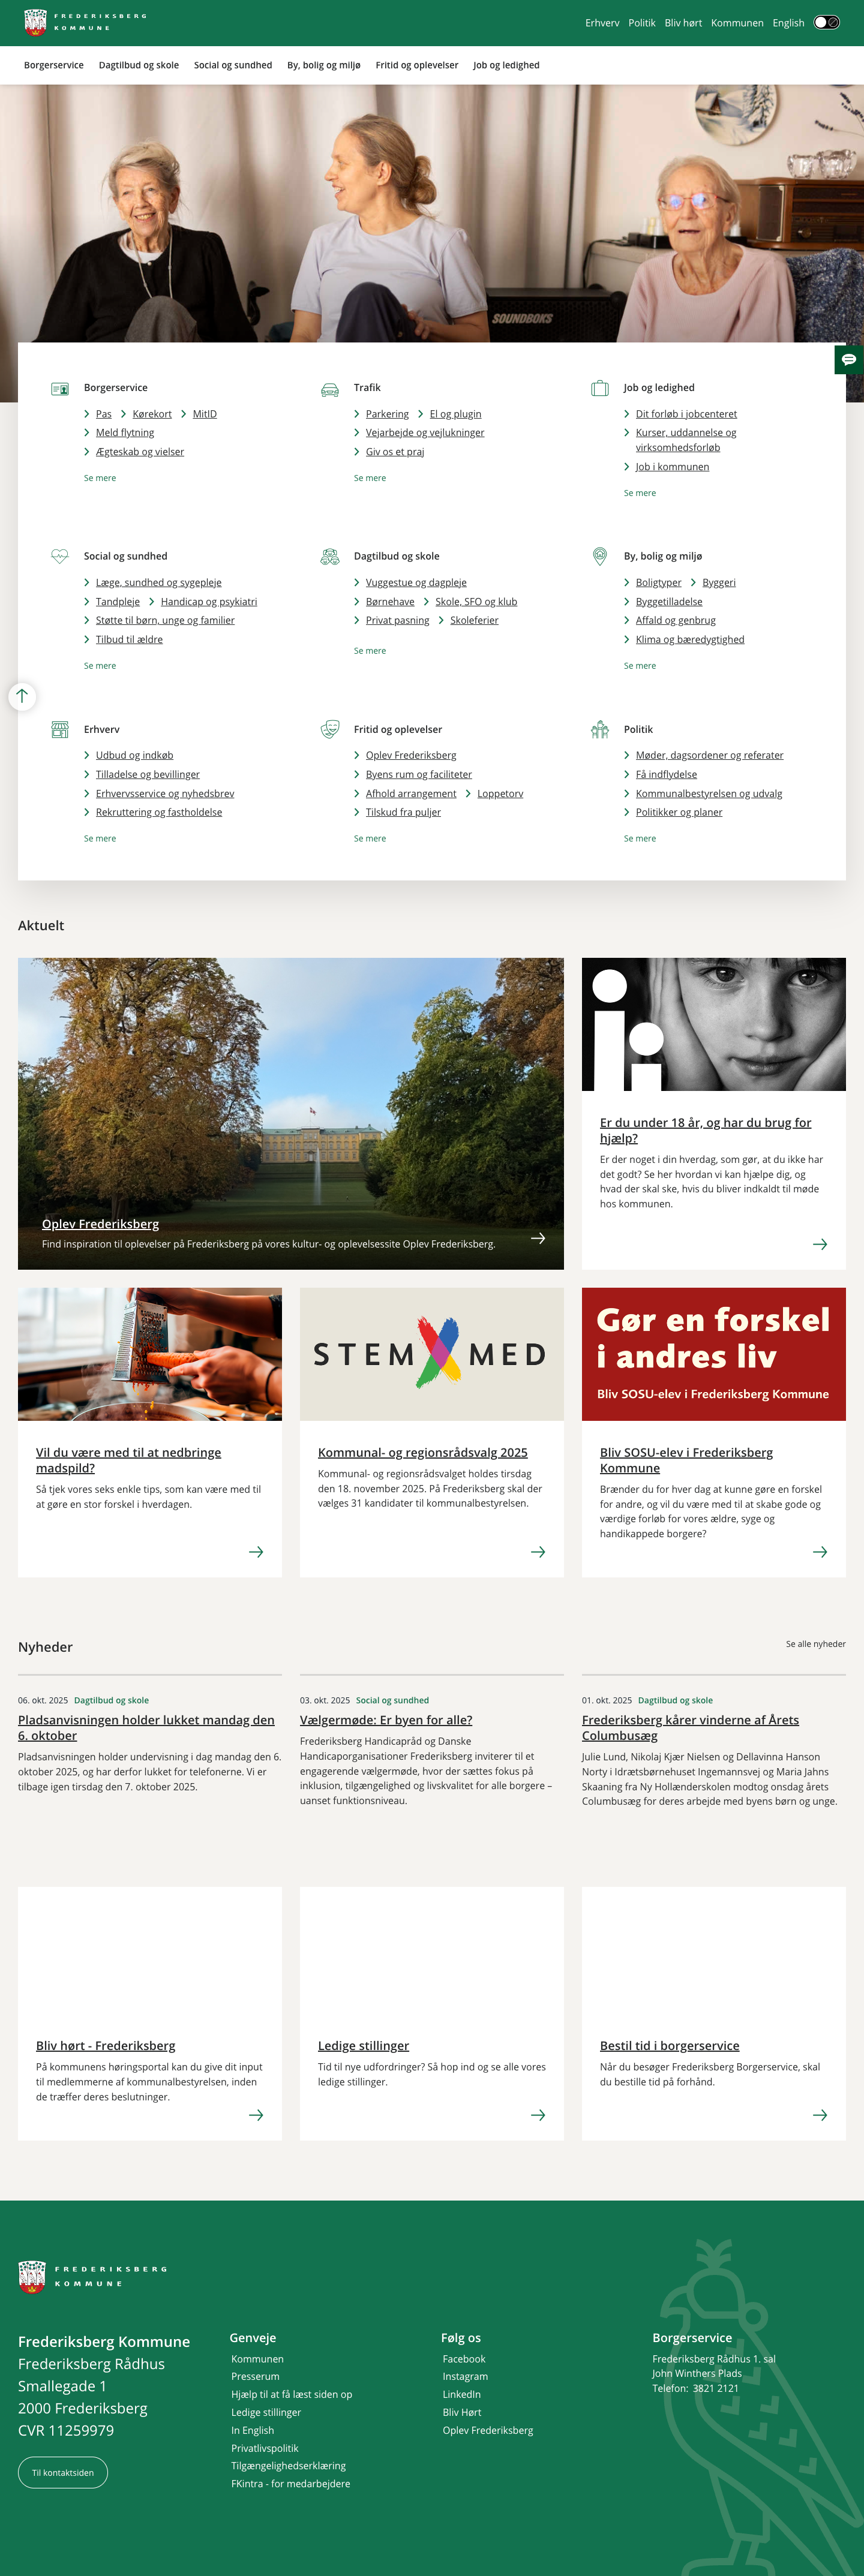 FREDERIKSBERG
KOMMUNE
Erhverv Politik Bliv hørt Kommunen English
Borgerservice Dagtilbud og skole Social og sundhed By, bolig og miljø Fritid og oplevelser Job og ledighed
SOUNDBOKS
Borgerservice
Pas Kørekort MitID
Meld flytning
Ægteskab og vielser
Se mere
Trafik
Parkering El og plugin
Vejarbejde og vejlukninger
Giv os et praj
Se mere
Job og ledighed
Dit forløb i jobcenteret
Kurser, uddannelse og
virksomhedsforløb
Job i kommunen
Se mere
Social og sundhed
Læge, sundhed og sygepleje
Tandpleje Handicap og psykiatri
Støtte til børn, unge og familier
Tilbud til ældre
Se mere
Dagtilbud og skole
Vuggestue og dagpleje
Børnehave Skole, SFO og klub
Privat pasning Skoleferier
Se mere
By, bolig og miljø
Boligtyper Byggeri
Byggetilladelse
Affald og genbrug
Klima og bæredygtighed
Se mere
Erhverv
Udbud og indkøb
Tilladelse og bevillinger
Erhvervsservice og nyhedsbrev
Rekruttering og fastholdelse
Se mere
Fritid og oplevelser
Oplev Frederiksberg
Byens rum og faciliteter
Afhold arrangement Loppetorv
Tilskud fra puljer
Se mere
Politik
Møder, dagsordener og referater
Få indflydelse
Kommunalbestyrelsen og udvalg
Politikker og planer
Se mere
Aktuelt
Oplev Frederiksberg
Find inspiration til oplevelser på Frederiksberg på vores kultur- og oplevelsessite Oplev Frederiksberg.
Er du under 18 år, og har du brug for
hjælp?
Er der noget i din hverdag, som gør, at du ikke har
det godt? Se her hvordan vi kan hjælpe dig, og
hvad der skal ske, hvis du bliver indkaldt til møde
hos kommunen.
Vil du være med til at nedbringe
madspild?
Så tjek vores seks enkle tips, som kan være med til
at gøre en stor forskel i hverdagen.
STEM X MED
Kommunal- og regionsrådsvalg 2025
Kommunal- og regionsrådsvalget holdes tirsdag
den 18. november 2025. På Frederiksberg skal der
vælges 31 kandidater til kommunalbestyrelsen.
Gør en forskel
i andres liv
Bliv SOSU-elev i Frederiksberg Kommune
Bliv SOSU-elev i Frederiksberg
Kommune
Brænder du for hver dag at kunne gøre en forskel
for andre, og vil du være med til at skabe gode og
værdige forløb for vores ældre, syge og
handikappede borgere?
Nyheder
Se alle nyheder
06. okt. 2025 Dagtilbud og skole
Pladsanvisningen holder lukket mandag den
6. oktober
Pladsanvisningen holder undervisning i dag mandag den 6.
oktober 2025, og har derfor lukket for telefonerne. Vi er
tilbage igen tirsdag den 7. oktober 2025.
03. okt. 2025 Social og sundhed
Vælgermøde: Er byen for alle?
Frederiksberg Handicapråd og Danske
Handicaporganisationer Frederiksberg inviterer til et
engagerende vælgermøde, hvor der sættes fokus på
inklusion, tilgængelighed og livskvalitet for alle borgere –
uanset funktionsniveau.
01. okt. 2025 Dagtilbud og skole
Frederiksberg kårer vinderne af Årets
Columbusæg
Julie Lund, Nikolaj Kjær Nielsen og Dellavinna Hanson
Norty i Idrætsbørnehuset Ingemannsvej og Maria Jahns
Skaaning fra Ny Hollænderskolen modtog onsdag årets
Columbusæg for deres arbejde med byens børn og unge.
Bliv hørt - Frederiksberg
På kommunens høringsportal kan du give dit input
til medlemmerne af kommunalbestyrelsen, inden
de træffer deres beslutninger.
Ledige stillinger
Tid til nye udfordringer? Så hop ind og se alle vores
ledige stillinger.
Bestil tid i borgerservice
Når du besøger Frederiksberg Borgerservice, skal
du bestille tid på forhånd.
FREDERIKSBERG
KOMMUNE
Frederiksberg Kommune
Frederiksberg Rådhus
Smallegade 1
2000 Frederiksberg
CVR 11259979
Til kontaktsiden
Genveje
Kommunen
Presserum
Hjælp til at få læst siden op
Ledige stillinger
In English
Privatlivspolitik
Tilgængelighedserklæring
FKintra - for medarbejdere
Følg os
Facebook
Instagram
LinkedIn
Bliv Hørt
Oplev Frederiksberg
Borgerservice
Frederiksberg Rådhus 1. sal
John Winthers Plads
Telefon: 3821 2121